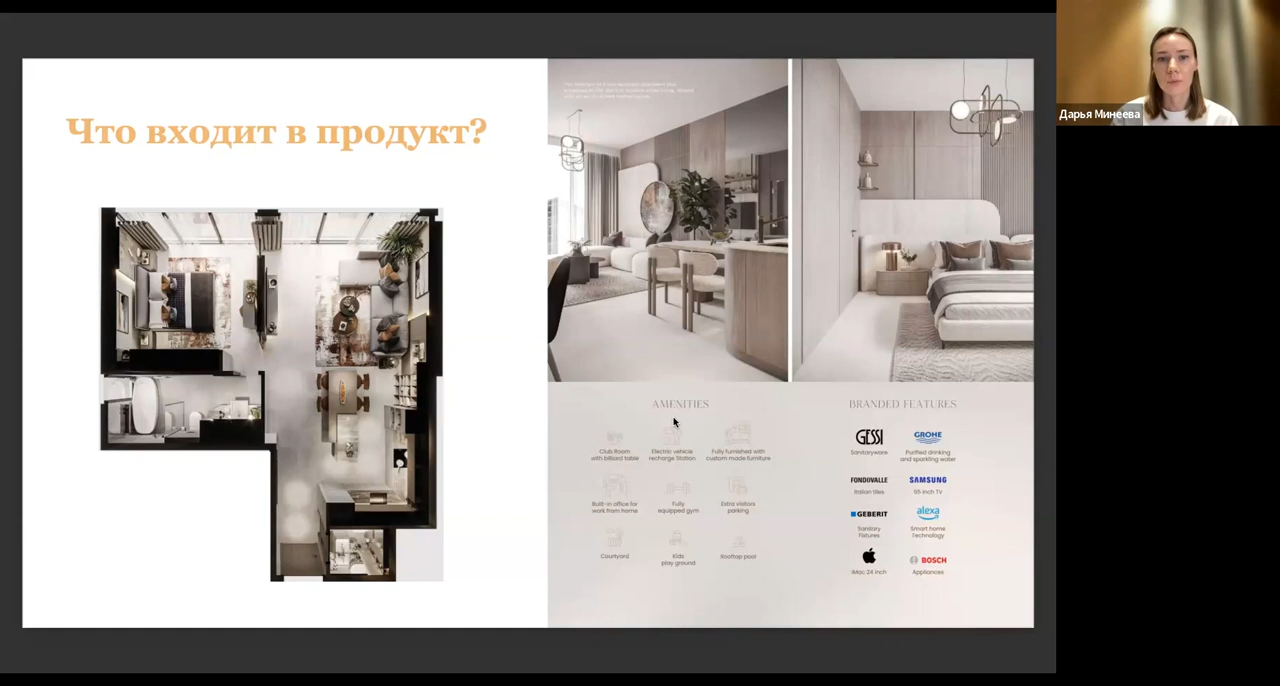 Что входит в продукт?
AMENITIES
Club Room
with billiard table
Electric vehicle
recharge Station
Fully furnished with
custom made furniture
Built-in office for
work from home
Fully
equipped gym
Extra visitors
parking
Courtyard
Kids
play ground
Rooftop pool
BRANDED FEATURES
GESSI
Sanitaryware
GROHE
Purified drinking
and sparkling water
FONDOVALLE
Italian tiles
SAMSUNG
55 inch TV
GEBERIT
Sanitary
Fixtures
alexa
Smart home
Technology
iMac 24 inch
BOSCH
Appliances
Дарья Минеева